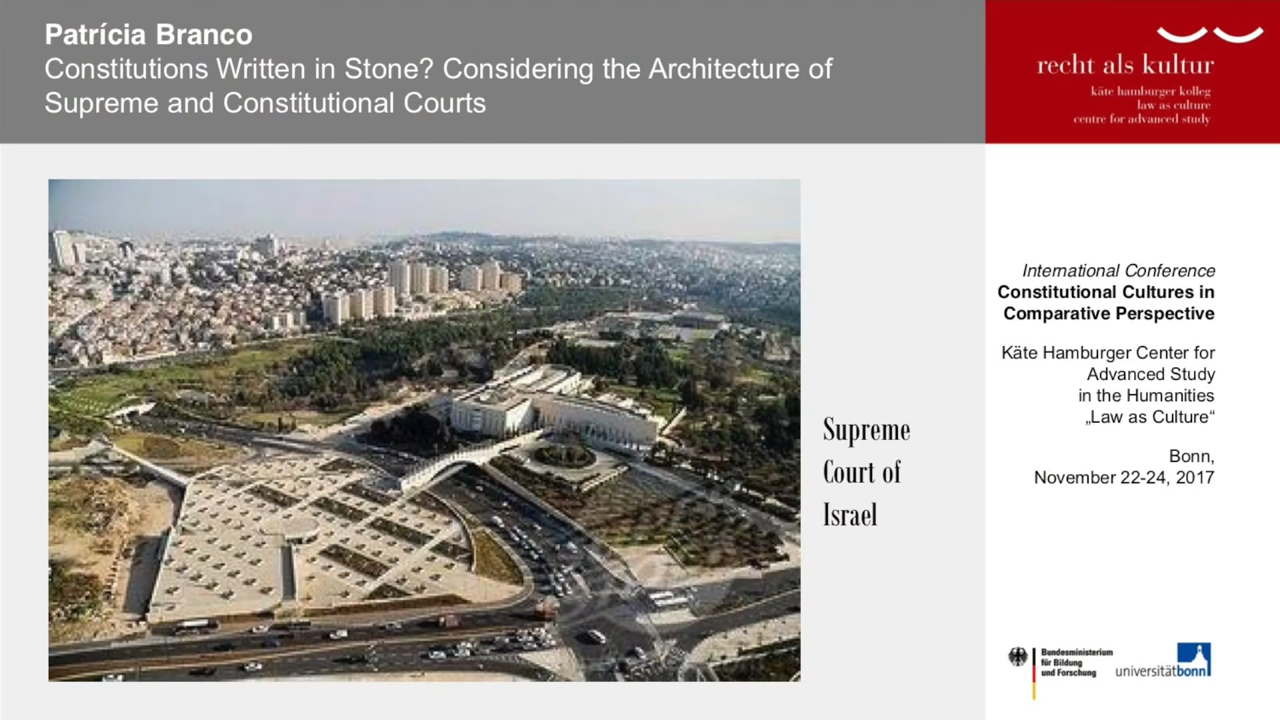 Patrícia Branco
Constitutions Written in Stone? Considering the Architecture of
Supreme and Constitutional Courts
recht als kultur
käte hamburger kolleg
law as culture
centre for advanced study
Supreme
Court of
Israel
International Conference
Constitutional Cultures in
Comparative Perspective
Käte Hamburger Center for
Advanced Study
in the Humanities
„Law as Culture“
Bonn,
November 22-24, 2017
Bundesministerium
für Bildung
und Forschung
universitätbonn